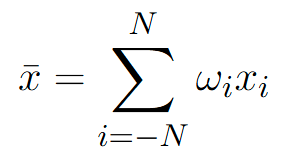 x̄ = ∑_{i=-N}^{N} ω_i x_i